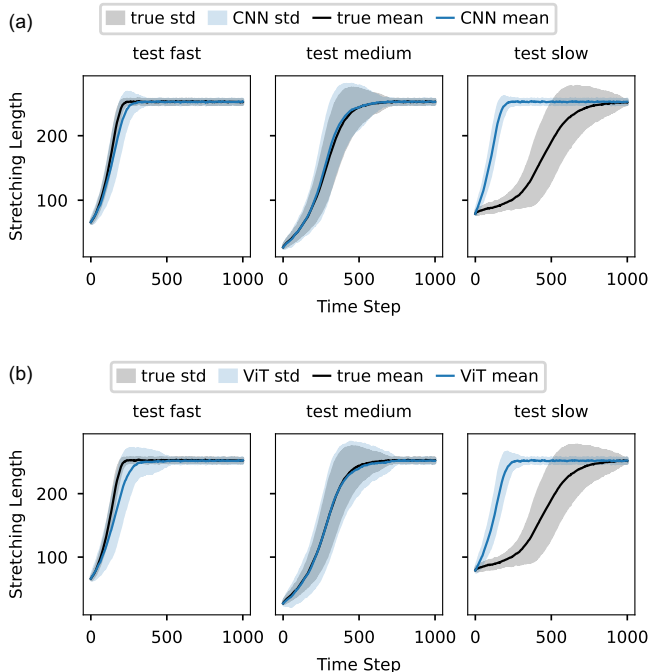 (a)
true std CNN std true mean CNN mean
test fast test medium test slow
Stretching Length
200
100
0 500 1000 0 500 1000 0 500 1000
Time Step
(b)
true std ViT std true mean ViT mean
test fast test medium test slow
Stretching Length
200
100
0 500 1000 0 500 1000 0 500 1000
Time Step